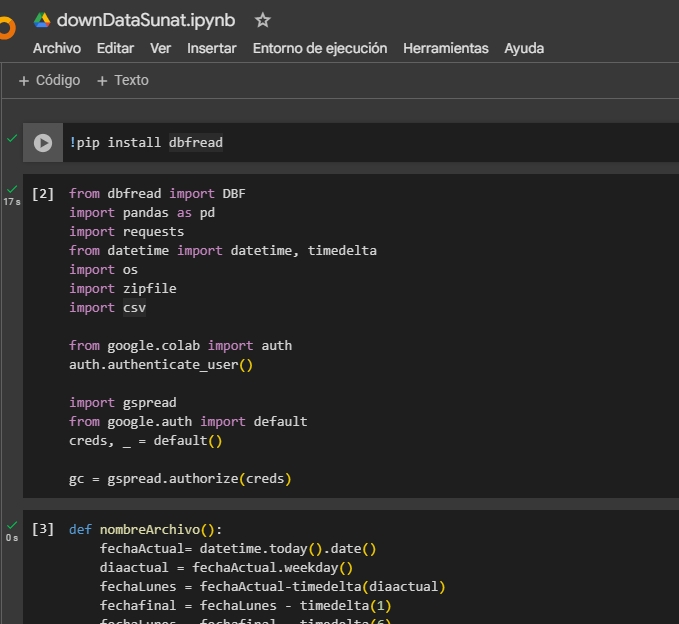 downDataSunat.ipynb
Archivo Editar Ver Insertar Entorno de ejecución Herramientas Ayuda
+ Código + Texto
!pip install dbfread
[2] from dbfread import DBF
17 s
import pandas as pd
import requests
from datetime import datetime, timedelta
import os
import zipfile
import csv
from google.colab import auth
auth.authenticate_user()
import gspread
from google.auth import default
creds, _ = default()
gc = gspread.authorize(creds)
[3] def nombreArchivo():
0 s
fechaActual= datetime.today().date()
diaactual = fechaActual.weekday()
fechaLunes = fechaActual-timedelta(diaactual)
fechafinal = fechaLunes - timedelta(1)
fechaLunes = fechafinal - timedelta(6)